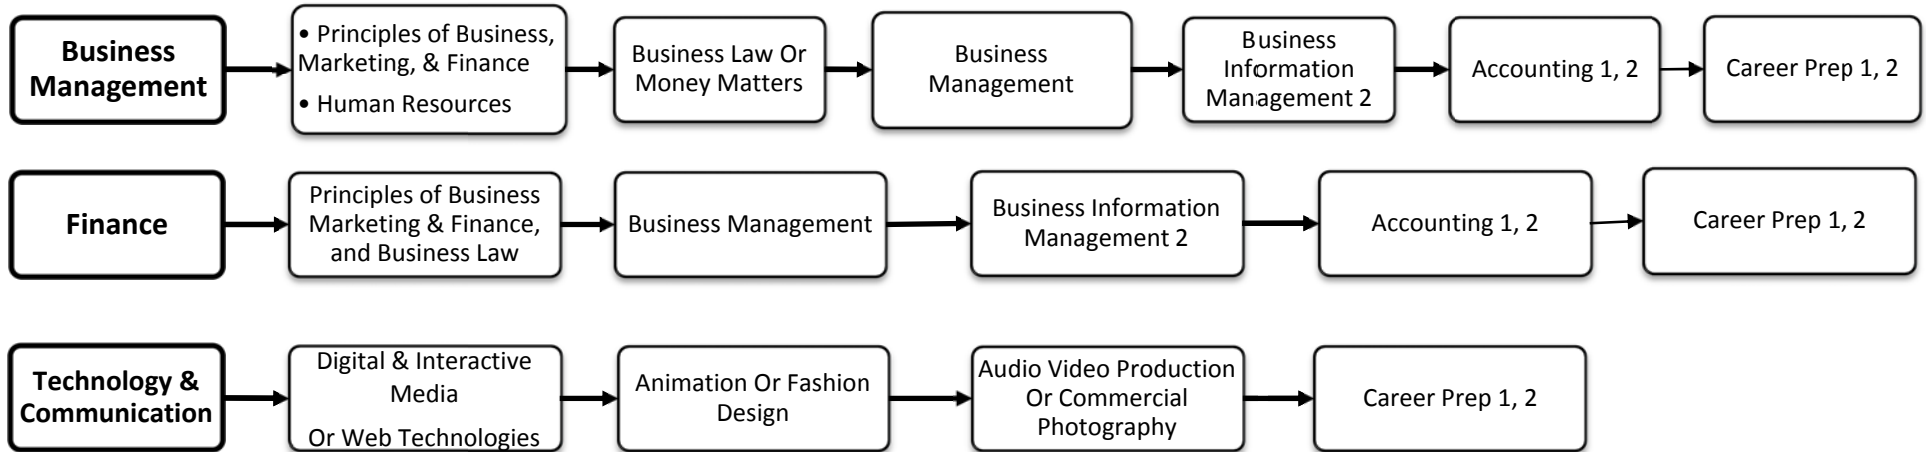 Business
Management
• Principles of Business,
Marketing, & Finance
• Human Resources
Business Law Or
Money Matters
Business
Management
Business
Information
Management 2
Accounting 1, 2
Career Prep 1, 2
Finance
Principles of Business
Marketing & Finance,
and Business Law
Business Management
Business Information
Management 2
Accounting 1, 2
Career Prep 1, 2
Technology &
Communication
Digital & Interactive
Media
Or Web Technologies
Animation Or Fashion
Design
Audio Video Production
Or Commercial
Photography
Career Prep 1, 2